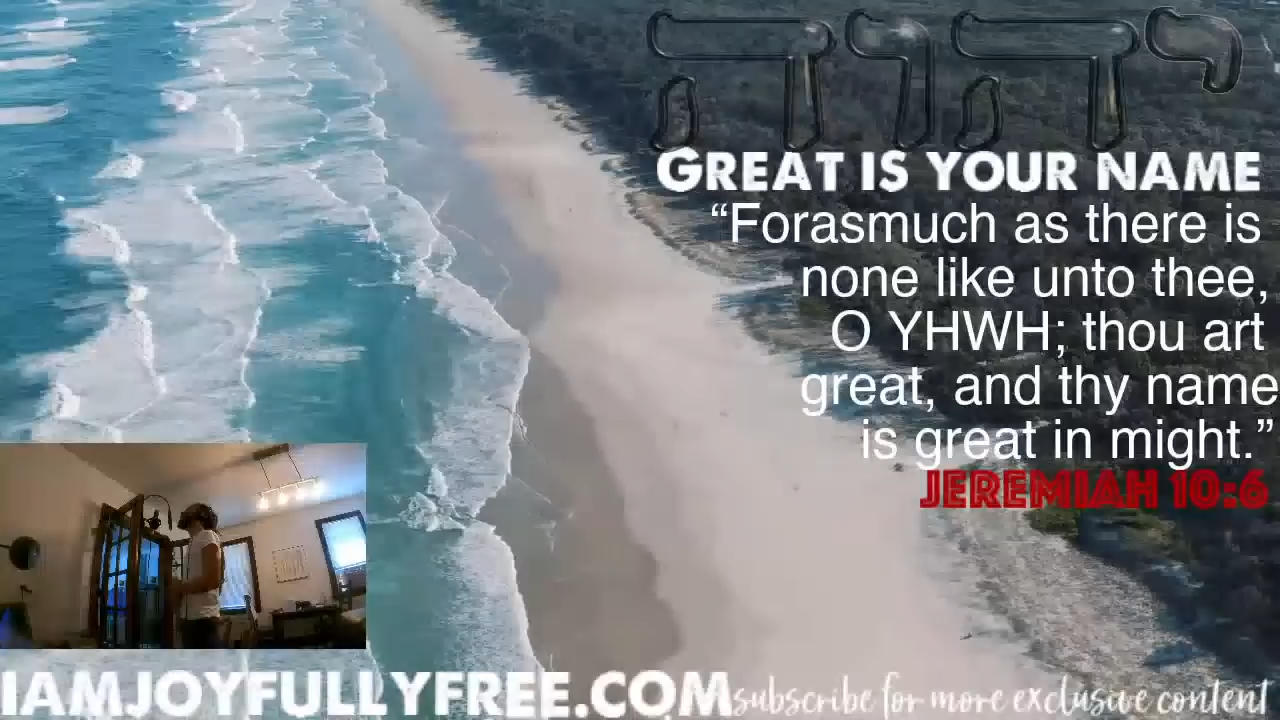 יהוה
GREAT IS YOUR NAME
“Forasmuch as there is
none like unto thee,
O YHWH; thou art
great, and thy name
is great in might.”
JEREMIAH 10:6
IAMJOYFULLYFREE.COM subscribe for more exclusive content